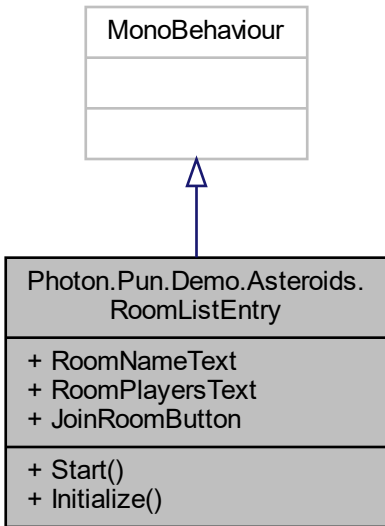 MonoBehaviour
Photon.Pun.Demo.Asteroids.
RoomListEntry
+ RoomNameText
+ RoomPlayersText
+ JoinRoomButton
+ Start()
+ Initialize()